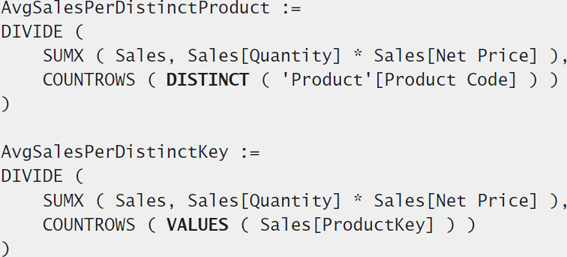 AvgSalesPerDistinctProduct :=
DIVIDE (
    SUMX ( Sales, Sales[Quantity] * Sales[Net Price] ),
    COUNTROWS ( DISTINCT ( 'Product'[Product Code] ) )
)

AvgSalesPerDistinctKey :=
DIVIDE (
    SUMX ( Sales, Sales[Quantity] * Sales[Net Price] ),
    COUNTROWS ( VALUES ( Sales[ProductKey] ) )
)